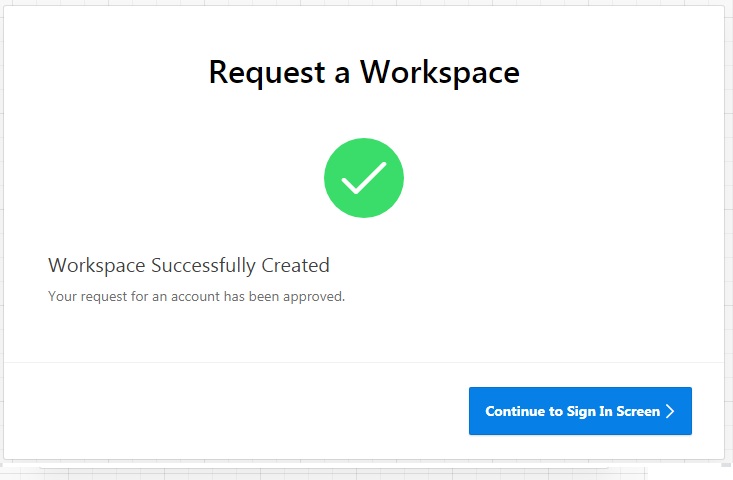 Request a Workspace
Workspace Successfully Created
Your request for an account has been approved.
Continue to Sign In Screen